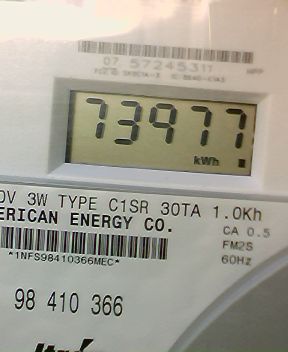 07 57245317
73977
kWh
0V 3W TYPE C1SR 30TA 1.0Kh
ERICAN ENERGY CO.
CA 0.5
FM2S
*1NFS98410366MEC*
60Hz
98 410 366